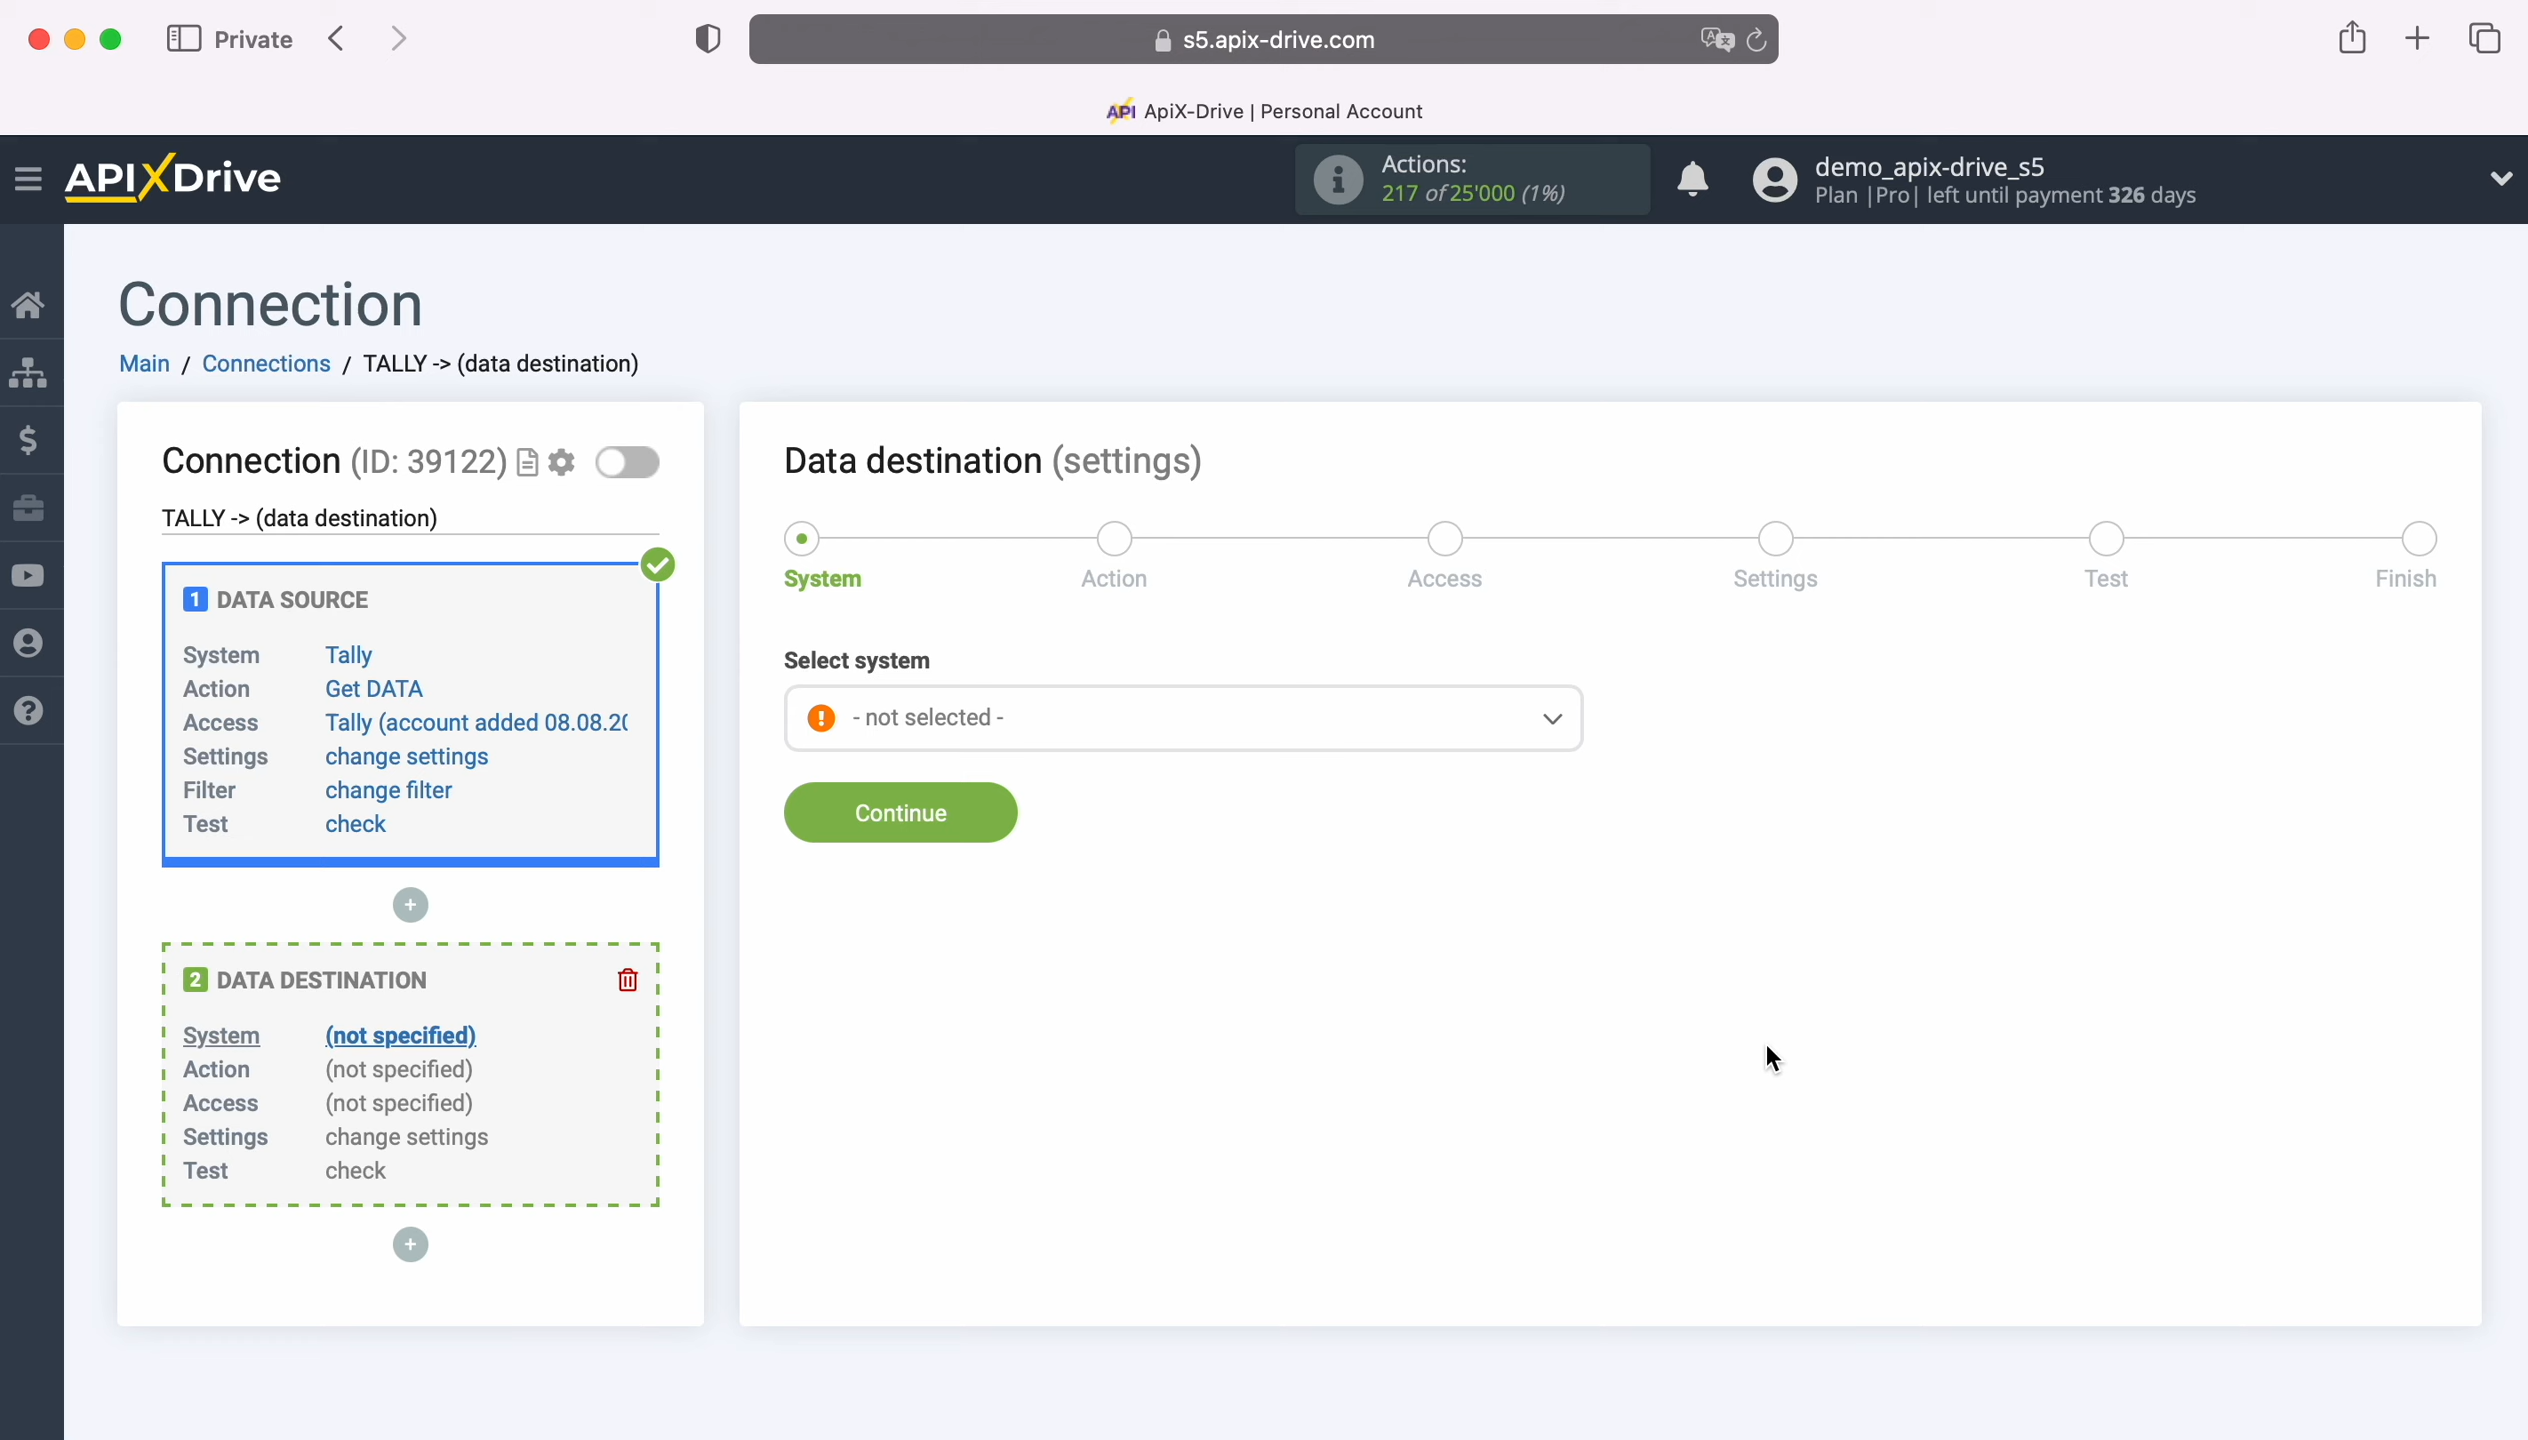 Private
s5.apix-drive.com
API ApiX-Drive | Personal Account
APIXDrive
Actions:
217 of 25'000 (1%)
demo_apix-drive_s5
Plan |Pro| left until payment 326 days
Connection
Main / Connections / TALLY -> (data destination)
Connection (ID: 39122)
TALLY -> (data destination)
1 DATA SOURCE
System Tally
Action Get DATA
Access Tally (account added 08.08.20
Settings change settings
Filter change filter
Test check
+
2 DATA DESTINATION
System (not specified)
Action (not specified)
Access (not specified)
Settings change settings
Test check
+
Data destination (settings)
System Action Access Settings Test Finish
Select system
- not selected -
Continue